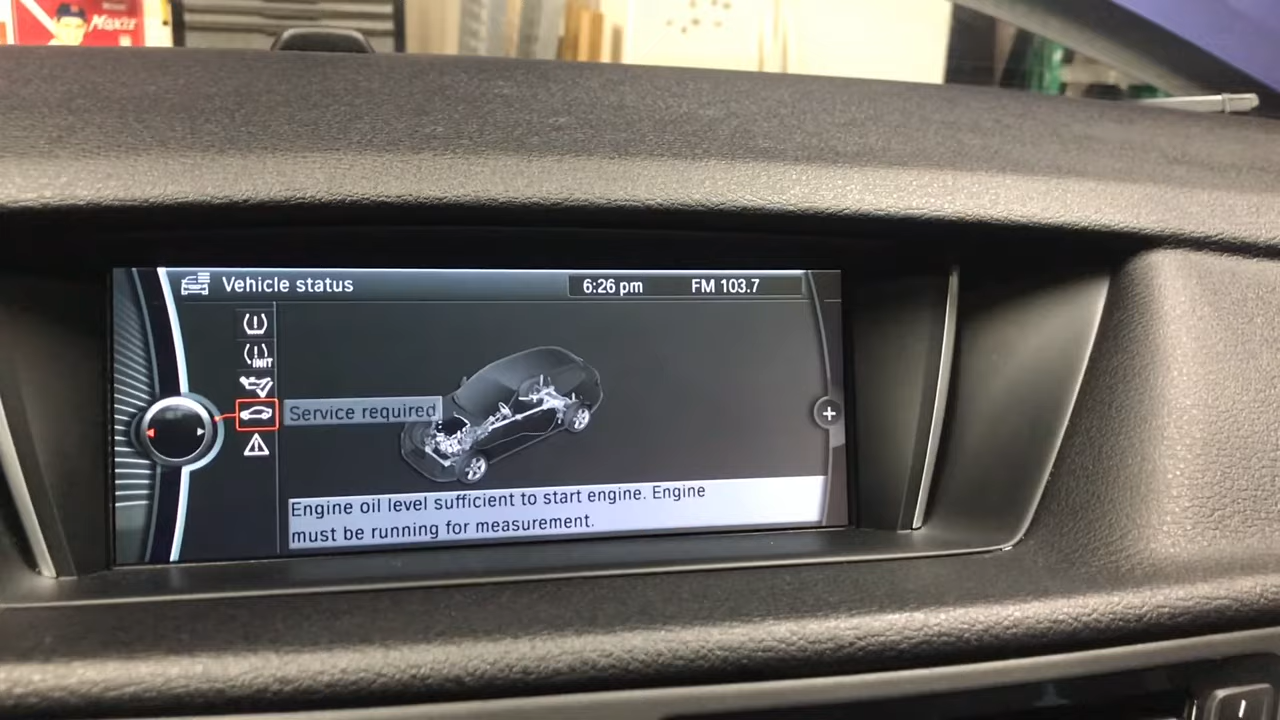 MOXIE
Vehicle status
6:26 pm
FM 103.7
INIT
Service required
Engine oil level sufficient to start engine. Engine
must be running for measurement.